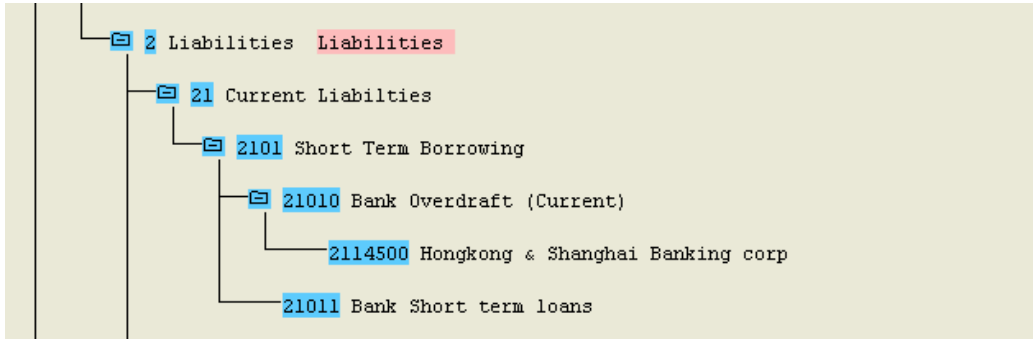 2 Liabilities Liabilities
21 Current Liabilties
2101 Short Term Borrowing
21010 Bank Overdraft (Current)
2114500 Hongkong & Shanghai Banking corp
21011 Bank Short term loans